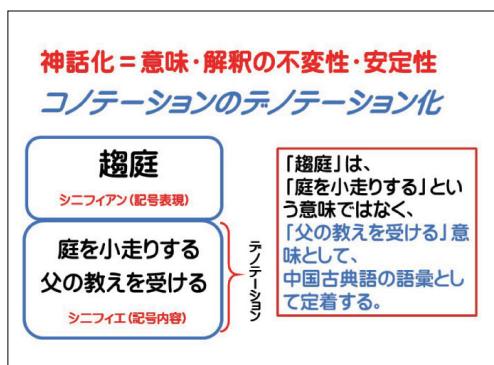 神話化＝意味・解釈の不変性・安定性
コノテーションのデノテーション化
趨庭
シニフィアン（記号表現）
庭を小走りする
父の教えを受ける
シニフィエ（記号内容）
デノテーション
「趨庭」は、
「庭を小走りする」とい
う意味ではなく、
「父の教えを受ける」意
味として、
中国古典語の語彙とし
て定着する。